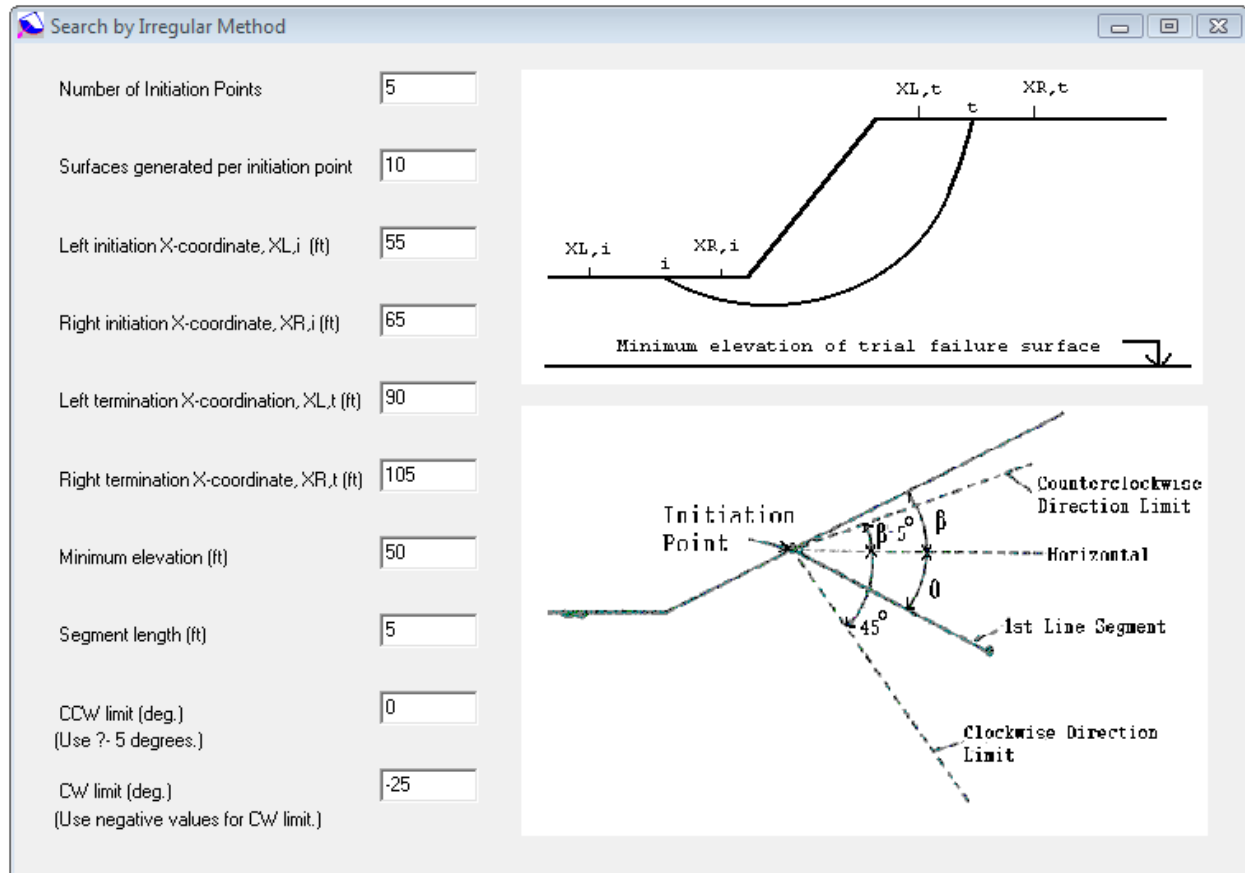 Search by Irregular Method
Number of Initiation Points
5
Surfaces generated per initiation point
10
Left initiation X-coordinate, XL,i (ft)
55
Right initiation X-coordinate, XR,i (ft)
65
Left termination X-coordination, XL,t (ft)
90
Right termination X-coordinate, XR,t (ft)
105
Minimum elevation (ft)
50
Segment length (ft)
5
CCW limit (deg.)
0
(Use ?- 5 degrees.)
CW limit (deg.)
-25
(Use negative values for CW limit.)
XL,t
t
XR,t
XL,i
i
XR,i
Minimum elevation of trial failure surface
Counterclockwise
Direction Limit
Initiation
Point
β-5°
β
Horizontal
θ
-45°
1st Line Segment
Clockwise Direction
Limit